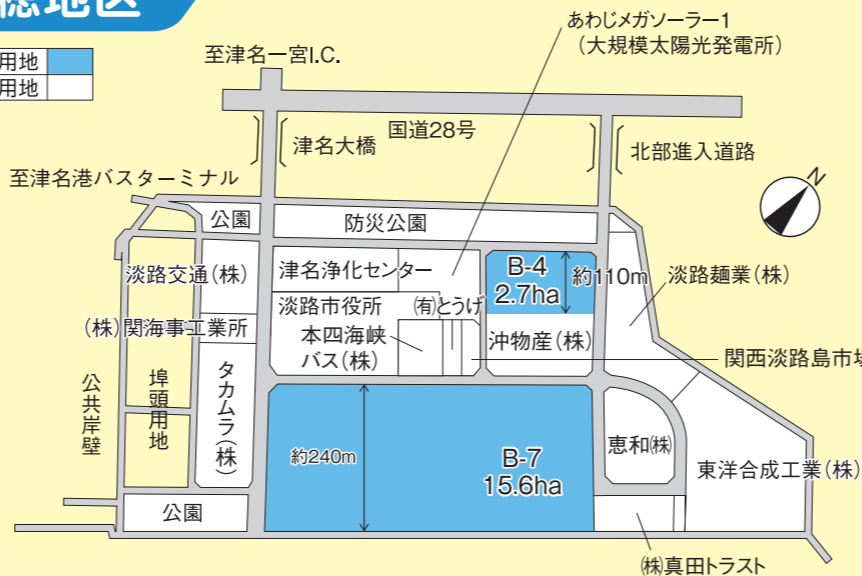 地区
用地
用地
至津名一宮I.C.
あわじメガソーラー1
（大規模太陽光発電所）
津名大橋
国道28号
北部進入道路
N
至津名港バスターミナル
公園
防災公園
淡路交通（株）
津名浄化センター
B-4
2.7ha
約110m
淡路麺業（株）
淡路市役所
㈲とうげ
（株）関海事工業所
本四海峡
バス（株）
沖物産（株）
関西淡路島市場
公共岸壁
埠頭用地
タカムラ（株）
約240m
B-7
15.6ha
恵和㈱
東洋合成工業（株）
公園
㈱真田トラスト